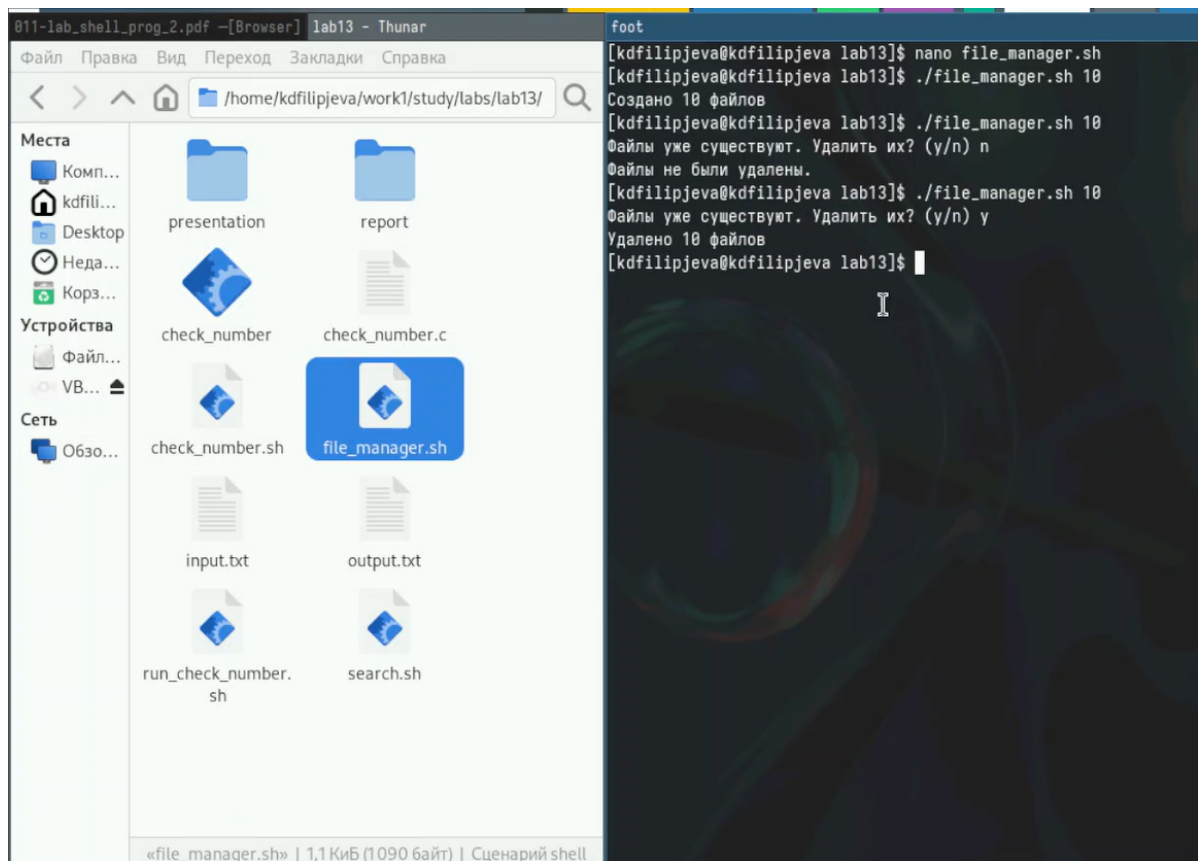 011-lab_shell_prog_2.pdf —[Browser]
lab13 - Thunar
Файл Правка Вид Переход Закладки Справка
/home/kdfilipjeva/work1/study/labs/lab13/
Места
Комп...
kdfili...
Desktop
Неда...
Корз...
Устройства
Файл...
VB...
Сеть
Обзо...
presentation
report
check_number
check_number.c
check_number.sh
file_manager.sh
input.txt
output.txt
run_check_number.
sh
search.sh
«file_manager.sh» | 1,1 КиБ (1090 байт) | Сценарий shell
foot
[kdfilipjeva@kdfilipjeva lab13]$ nano file_manager.sh
[kdfilipjeva@kdfilipjeva lab13]$ ./file_manager.sh 10
Создано 10 файлов
[kdfilipjeva@kdfilipjeva lab13]$ ./file_manager.sh 10
Файлы уже существуют. Удалить их? (y/n) n
Файлы не были удалены.
[kdfilipjeva@kdfilipjeva lab13]$ ./file_manager.sh 10
Файлы уже существуют. Удалить их? (y/n) y
Удалено 10 файлов
[kdfilipjeva@kdfilipjeva lab13]$